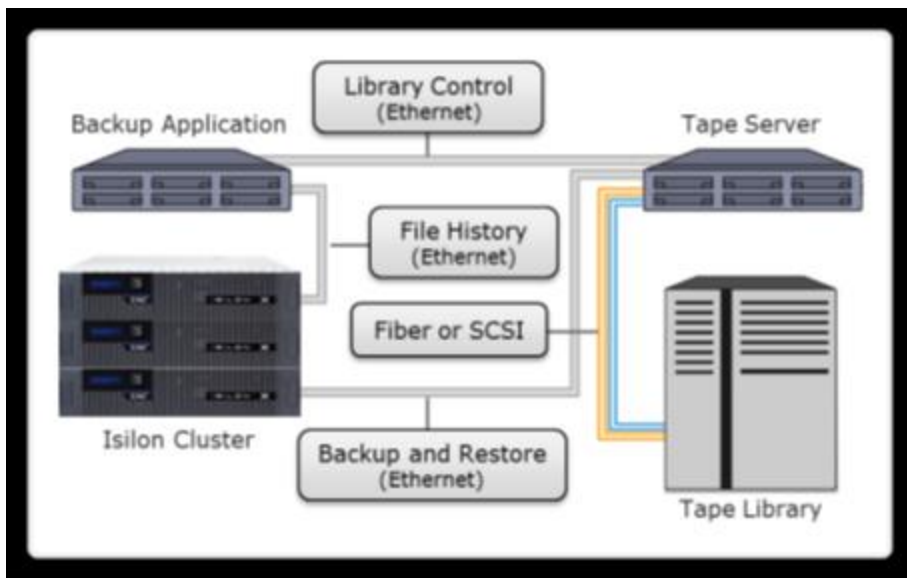 Library Control
(Ethernet)
Backup Application
Tape Server
File History
(Ethernet)
Fiber or SCSI
Isilon Cluster
Backup and Restore
(Ethernet)
Tape Library